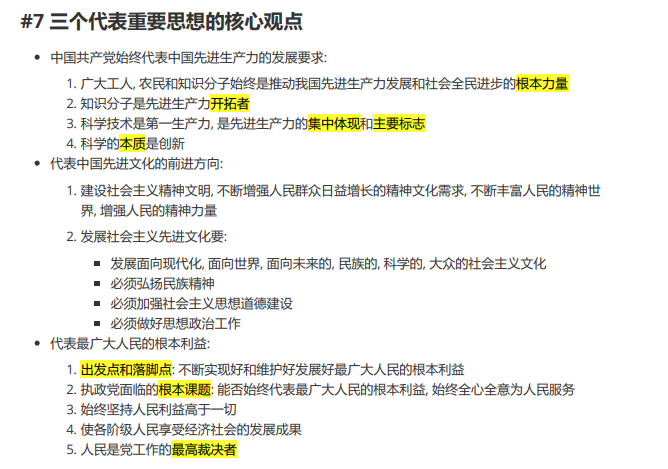 #7 三个代表重要思想的核心观点
• 中国共产党始终代表中国先进生产力的发展要求:
1. 广大工人, 农民和知识分子始终是推动我国先进生产力发展和社会全民进步的根本力量
2. 知识分子是先进生产力开拓者
3. 科学技术是第一生产力, 是先进生产力的集中体现和主要标志
4. 科学的本质是创新
• 代表中国先进文化的前进方向:
1. 建设社会主义精神文明, 不断增强人民群众日益增长的精神文化需求, 不断丰富人民的精神世
界, 增强人民的精神力量
2. 发展社会主义先进文化要:
▪ 发展面向现代化, 面向世界, 面向未来的, 民族的, 科学的, 大众的社会主义文化
▪ 必须弘扬民族精神
▪ 必须加强社会主义思想道德建设
▪ 必须做好思想政治工作
• 代表最广大人民的根本利益:
1. 出发点和落脚点: 不断实现好和维护好发展好最广大人民的根本利益
2. 执政党面临的根本课题: 能否始终代表最广大人民的根本利益, 始终全心全意为人民服务
3. 始终坚持人民利益高于一切
4. 使各阶级人民享受经济社会的发展成果
5. 人民是党工作的最高裁决者